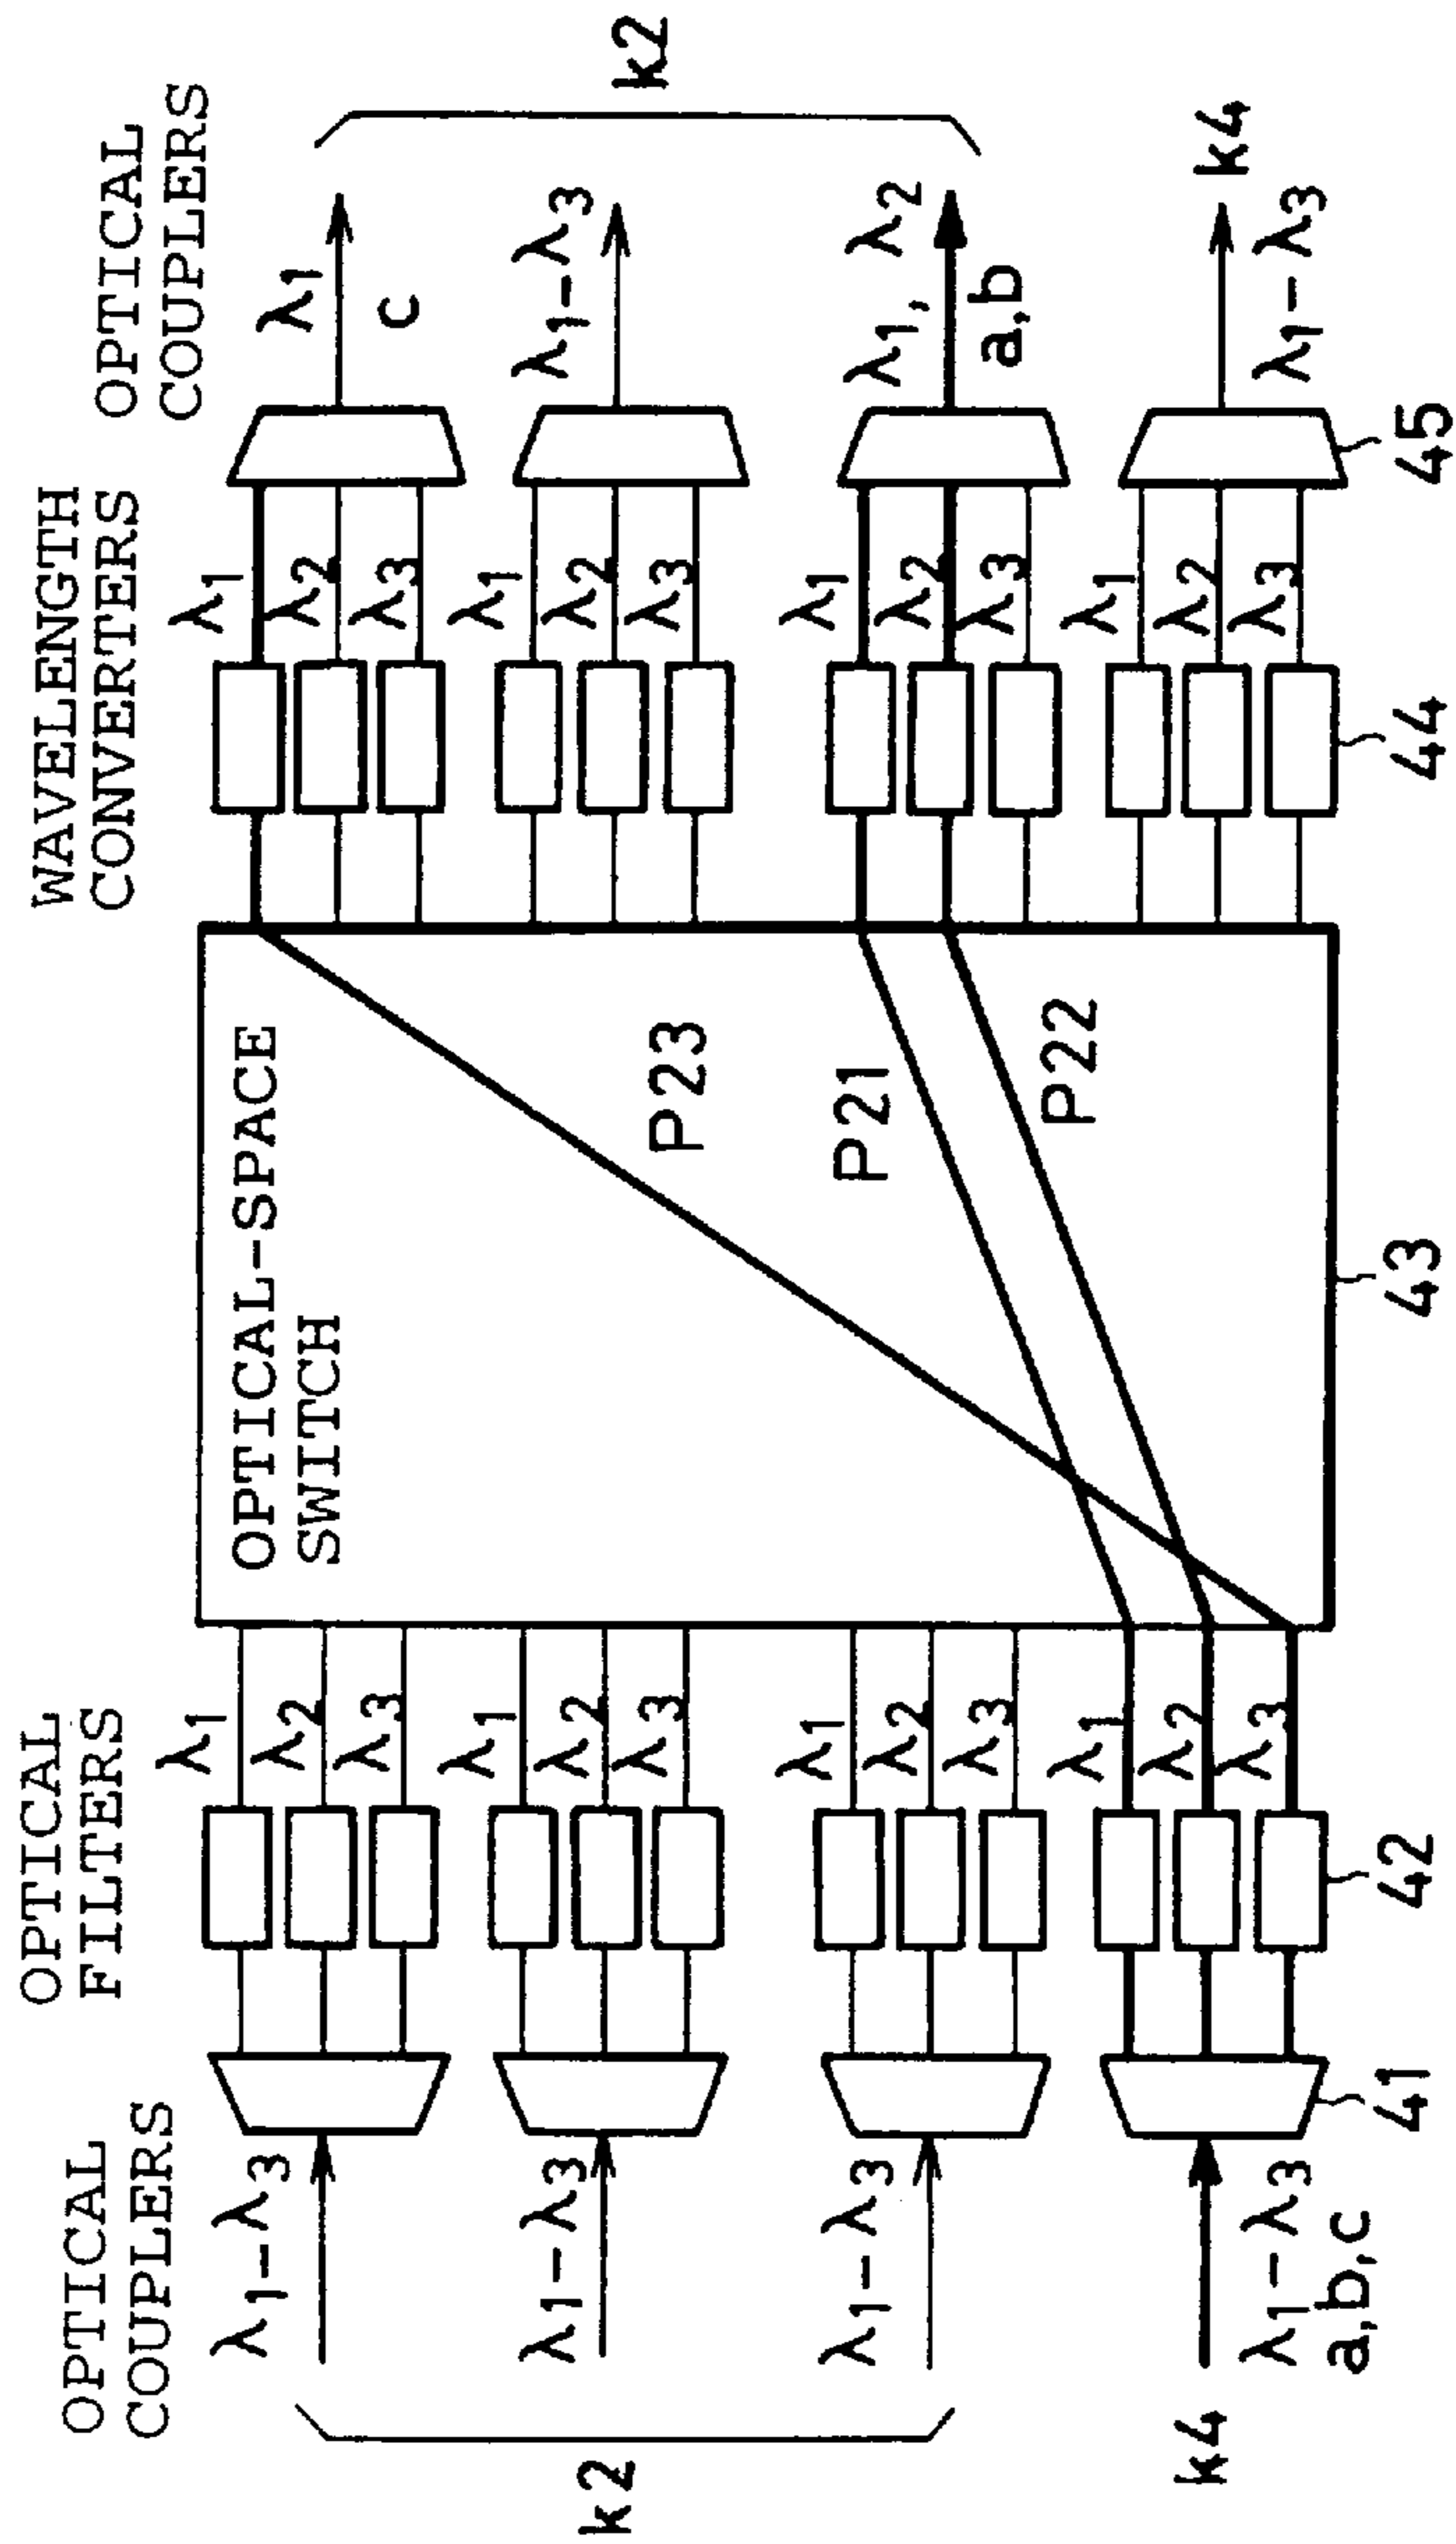 OPTICAL
COUPLERS
OPTICAL
FILTERS
WAVELENGTH
CONVERTERS
OPTICAL
COUPLERS
k2
λ1-λ3
λ1-λ3
λ1-λ3
k4
λ1-λ3
a,b,c
λ1
λ2
λ3
λ1
λ2
λ3
λ1
λ2
λ3
λ1
λ2
λ3
OPTICAL-SPACE
SWITCH
P23
P21
P22
λ1
λ2
λ3
λ1
λ2
λ3
λ1
λ2
λ3
λ1
λ2
λ3
λ1
c
λ1-λ3
λ1, λ2
a,b
k2
k4
λ1-λ3
41
42
43
44
45